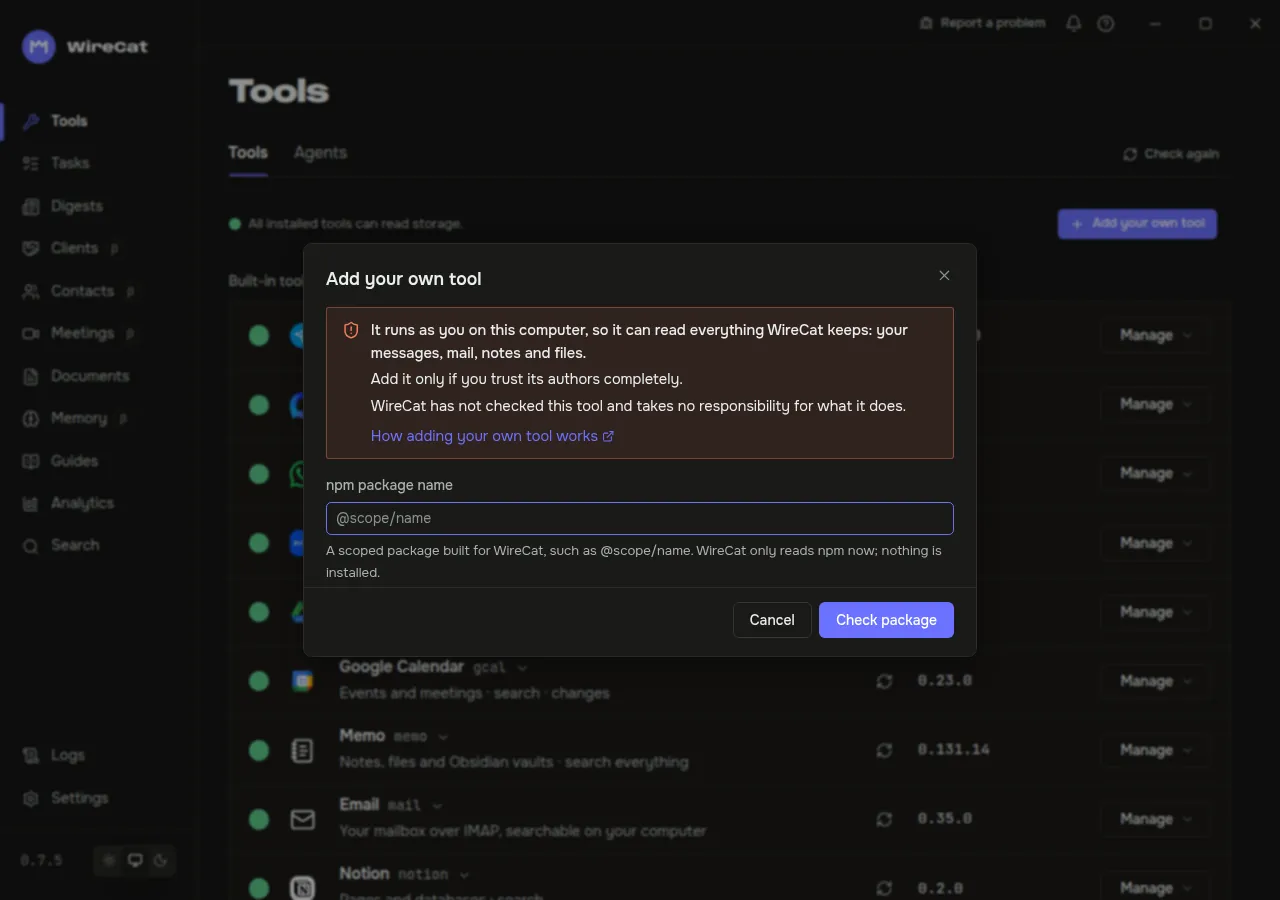 WireCat
Report a problem
Tools
Tasks
Digests
Clients β
Contacts β
Meetings β
Documents
Memory β
Guides
Analytics
Search
Logs
Settings
0.7.5
Tools
Tools
Agents
Check again
All installed tools can read storage.
+ Add your own tool
Built-in tool
Add your own tool
It runs as you on this computer, so it can read everything WireCat keeps: your
messages, mail, notes and files.
Add it only if you trust its authors completely.
WireCat has not checked this tool and takes no responsibility for what it does.
How adding your own tool works
npm package name
@scope/name
A scoped package built for WireCat, such as @scope/name. WireCat only reads npm now; nothing is
installed.
Cancel
Check package
Manage
Manage
Manage
Manage
Manage
Google Calendar gcal
Events and meetings · search · changes
0.23.0
Manage
Memo memo
Notes, files and Obsidian vaults · search everything
0.131.14
Manage
Email mail
Your mailbox over IMAP, searchable on your computer
0.35.0
Manage
Notion notion
Pages and databases · search
0.2.0
Manage